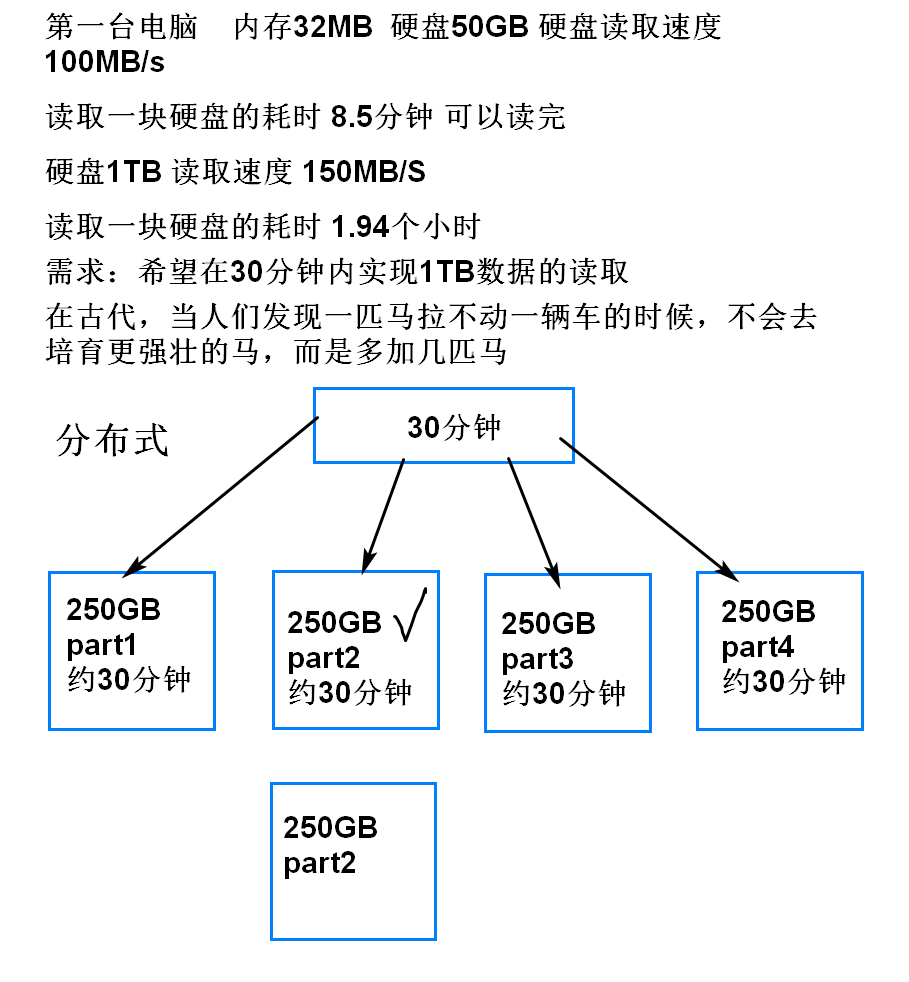 第一台电脑 内存32MB 硬盘50GB 硬盘读取速度
100MB/s
读取一块硬盘的耗时 8.5分钟 可以读完
硬盘1TB 读取速度 150MB/S
读取一块硬盘的耗时 1.94个小时
需求：希望在30分钟内实现1TB数据的读取
在古代，当人们发现一匹马拉不动一辆车的时候，不会去
培育更强壮的马，而是多加几匹马
分布式
30分钟
250GB
part1
约30分钟
250GB
part2
约30分钟
250GB
part3
约30分钟
250GB
part4
约30分钟
250GB
part2